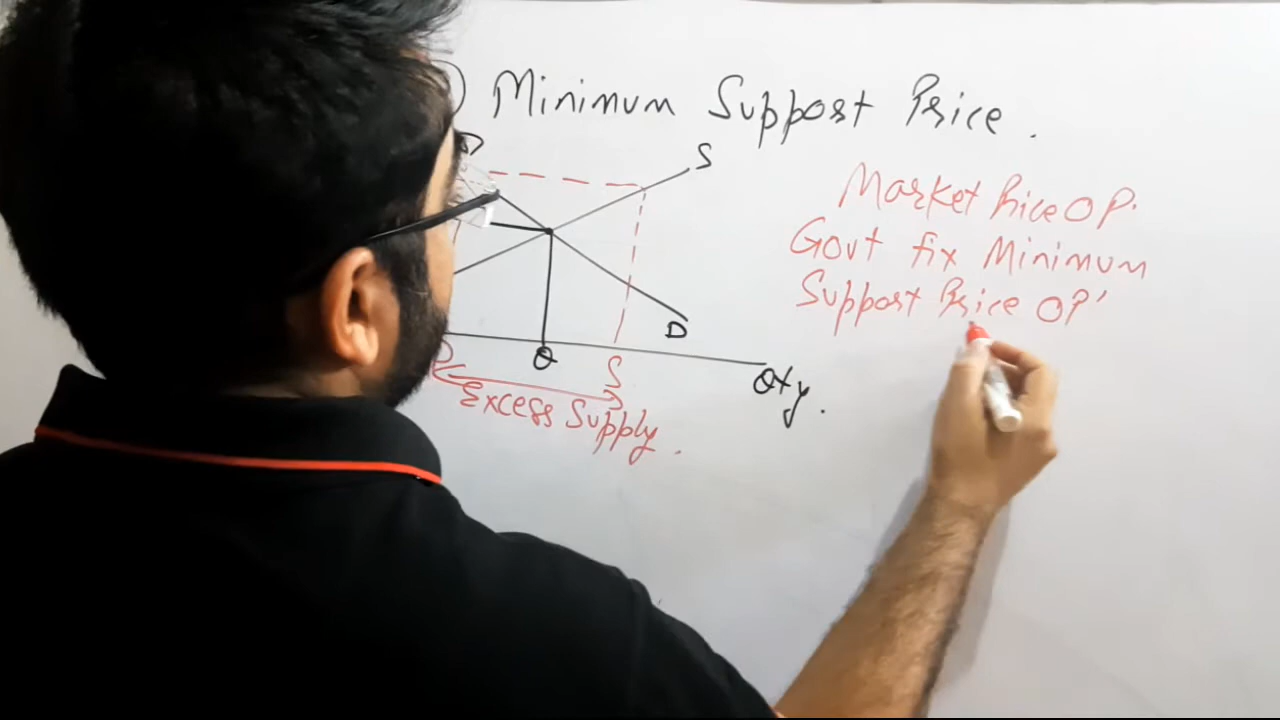 ) Minimum Support Price .
D
S
Market Price OP.
Govt fix Minimum
Support Price OP'
D
Q
S
Qty.
Excess Supply .